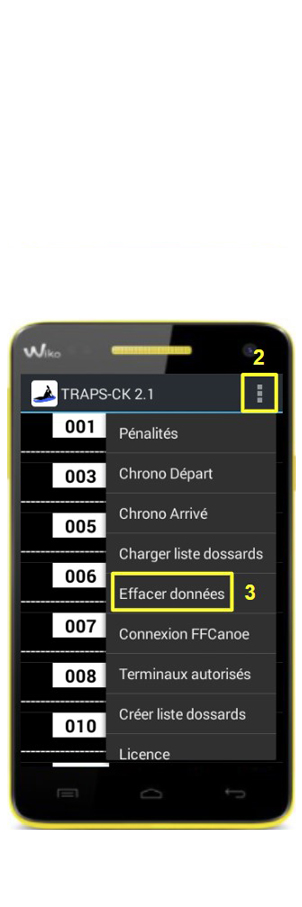 Wiko
2
TRAPS-CK 2.1
001
Pénalités
003
Chrono Départ
Chrono Arrivé
005
Charger liste dossards
006
Effacer données
3
007
Connexion FFCanoe
008
Terminaux autorisés
010
Créer liste dossards
Licence